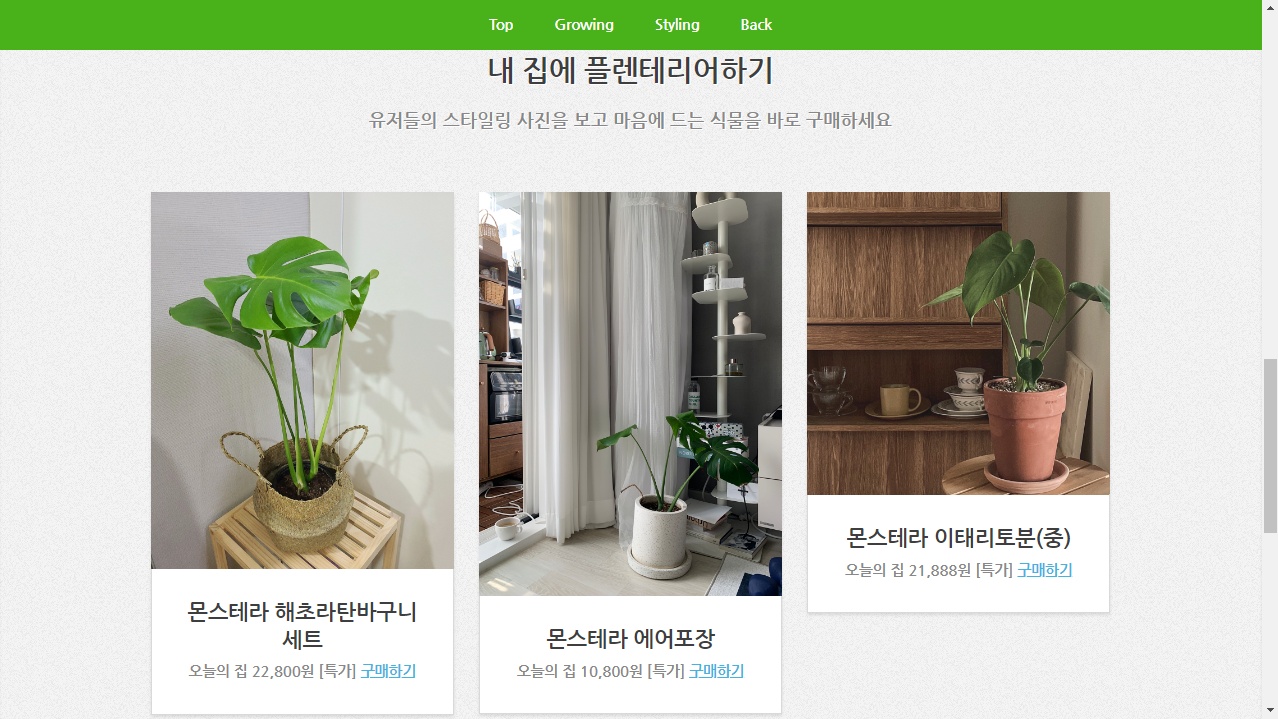 Top Growing Styling Back
내 집에 플렌테리어하기
유저들의 스타일링 사진을 보고 마음에 드는 식물을 바로 구매하세요
몬스테라 해초라탄바구니
세트
오늘의 집 22,800원 [특가] 구매하기
몬스테라 에어포장
오늘의 집 10,800원 [특가] 구매하기
몬스테라 이태리토분(중)
오늘의 집 21,888원 [특가] 구매하기